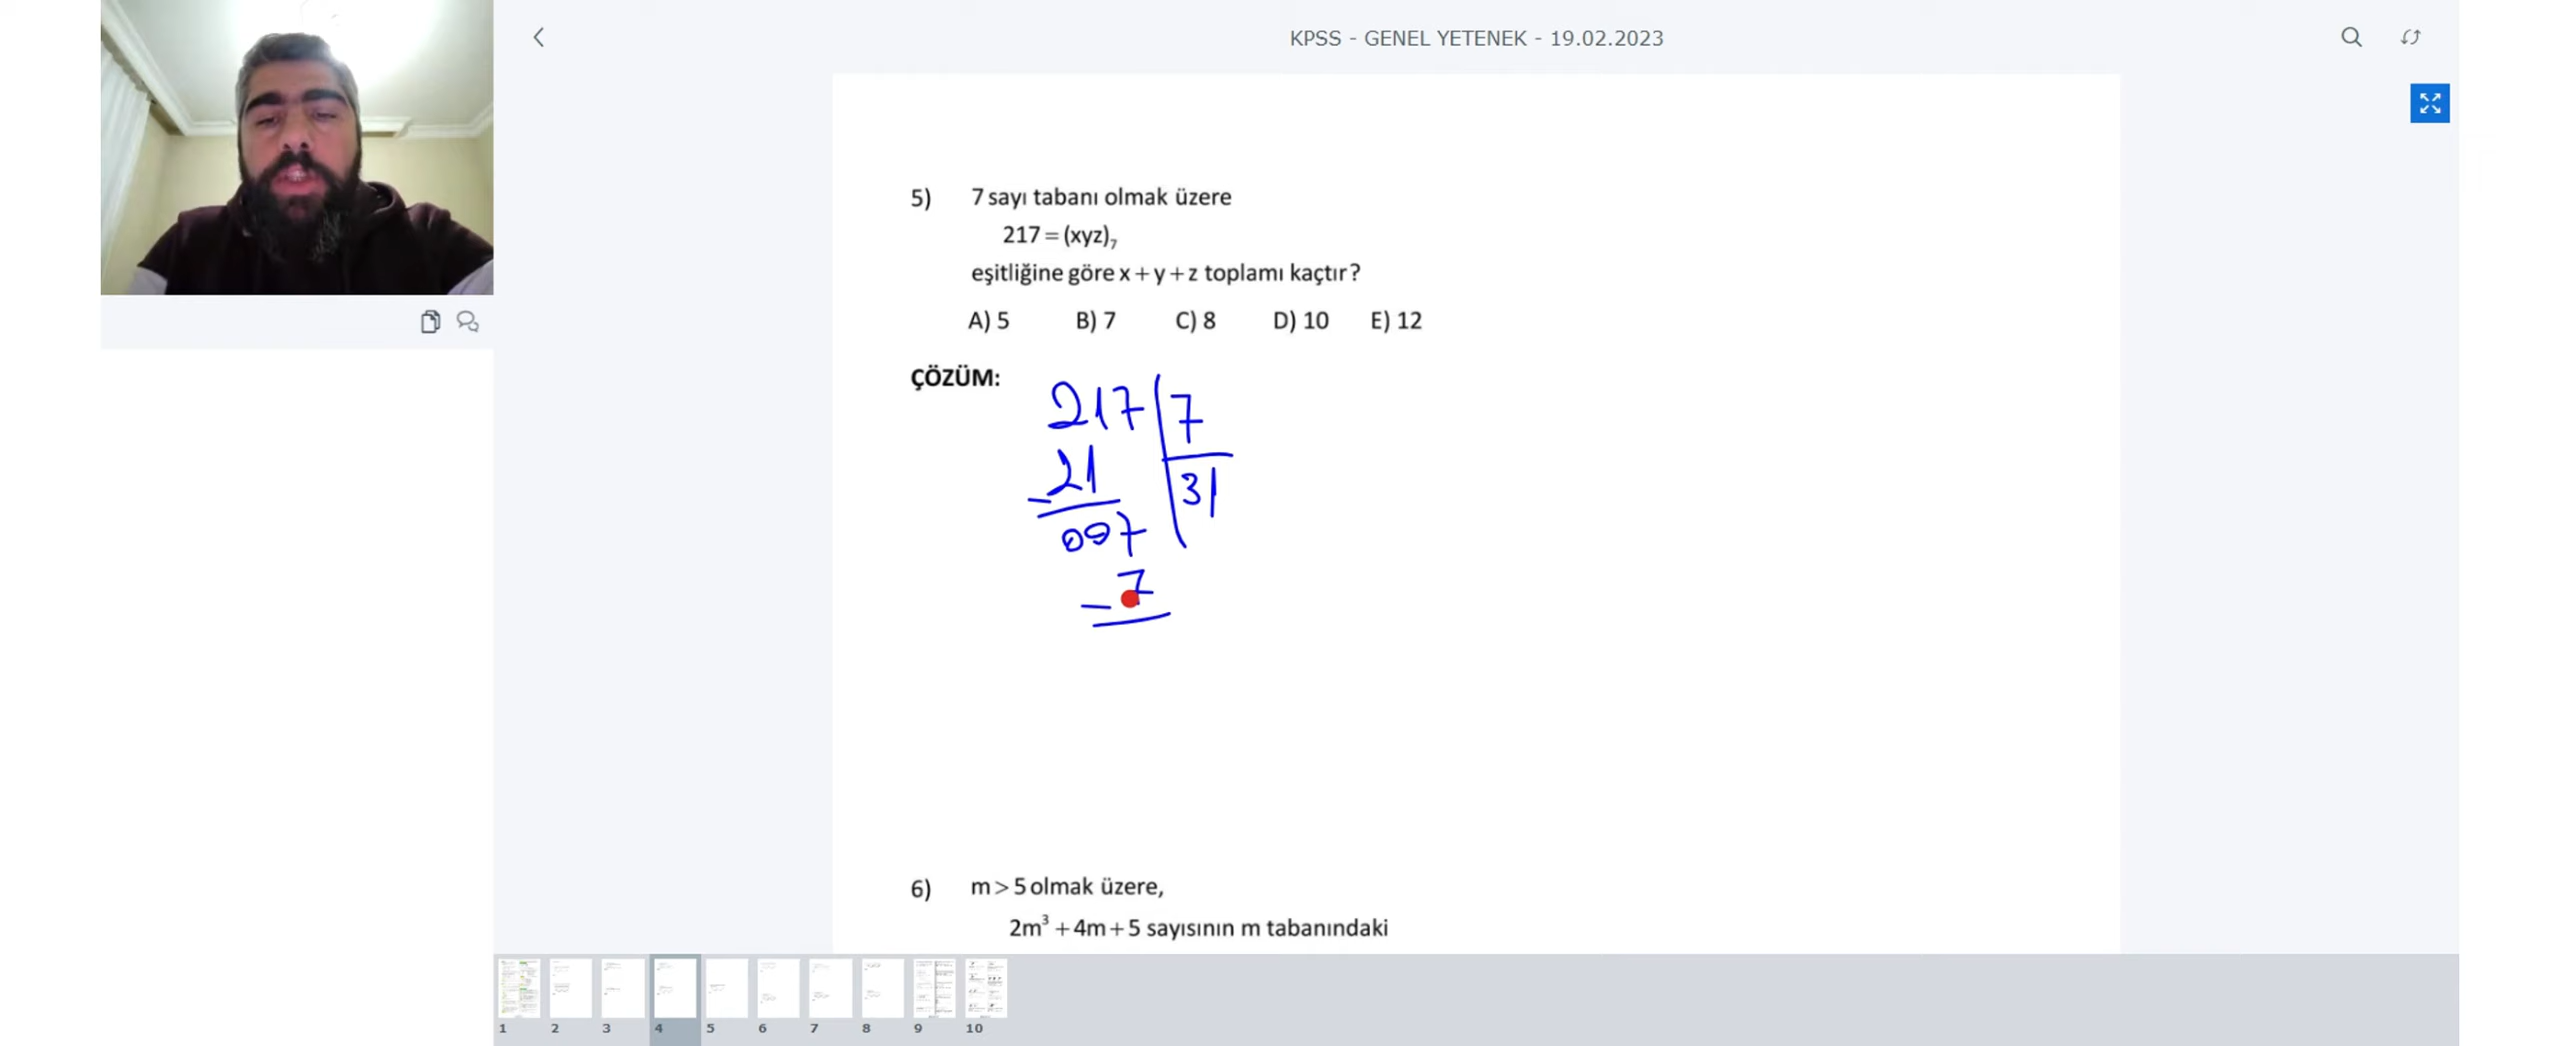 KPSS - GENEL YETENEK - 19.02.2023
5) 7 sayı tabanı olmak üzere
217 = (xyz)₇
eşitliğine göre x + y + z toplamı kaçtır?
A) 5 B) 7 C) 8 D) 10 E) 12
ÇÖZÜM:
217 7
21 31
007
- 7
6) m > 5 olmak üzere,
2m³ + 4m + 5 sayısının m tabanındaki
1 2 3 4 5 6 7 8 9 10